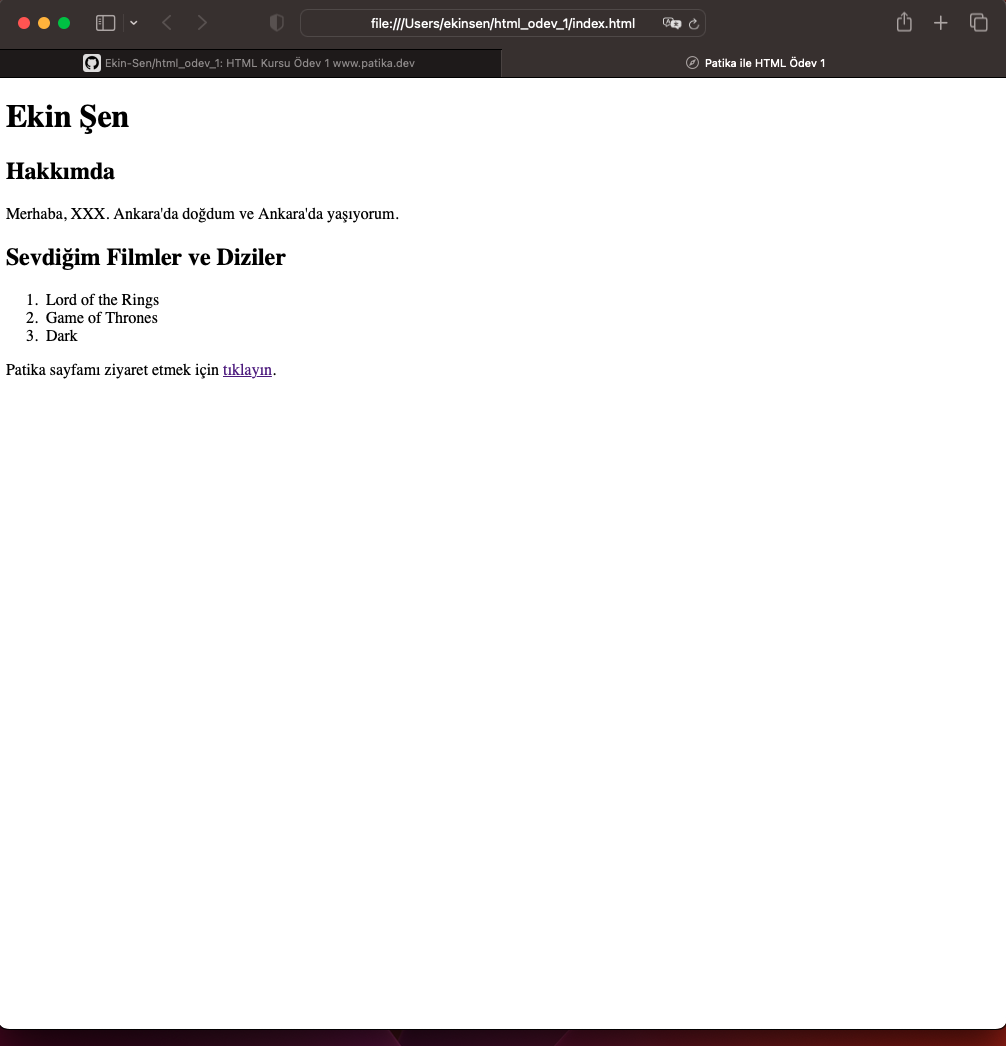 file:///Users/ekinsen/html_odev_1/index.html
Ekin-Sen/html_odev_1: HTML Kursu Ödev 1 www.patika.dev
Patika ile HTML Ödev 1
Ekin Şen
Hakkımda
Merhaba, XXX. Ankara'da doğdum ve Ankara'da yaşıyorum.
Sevdiğim Filmler ve Diziler
1. Lord of the Rings
2. Game of Thrones
3. Dark
Patika sayfamı ziyaret etmek için tıklayın.